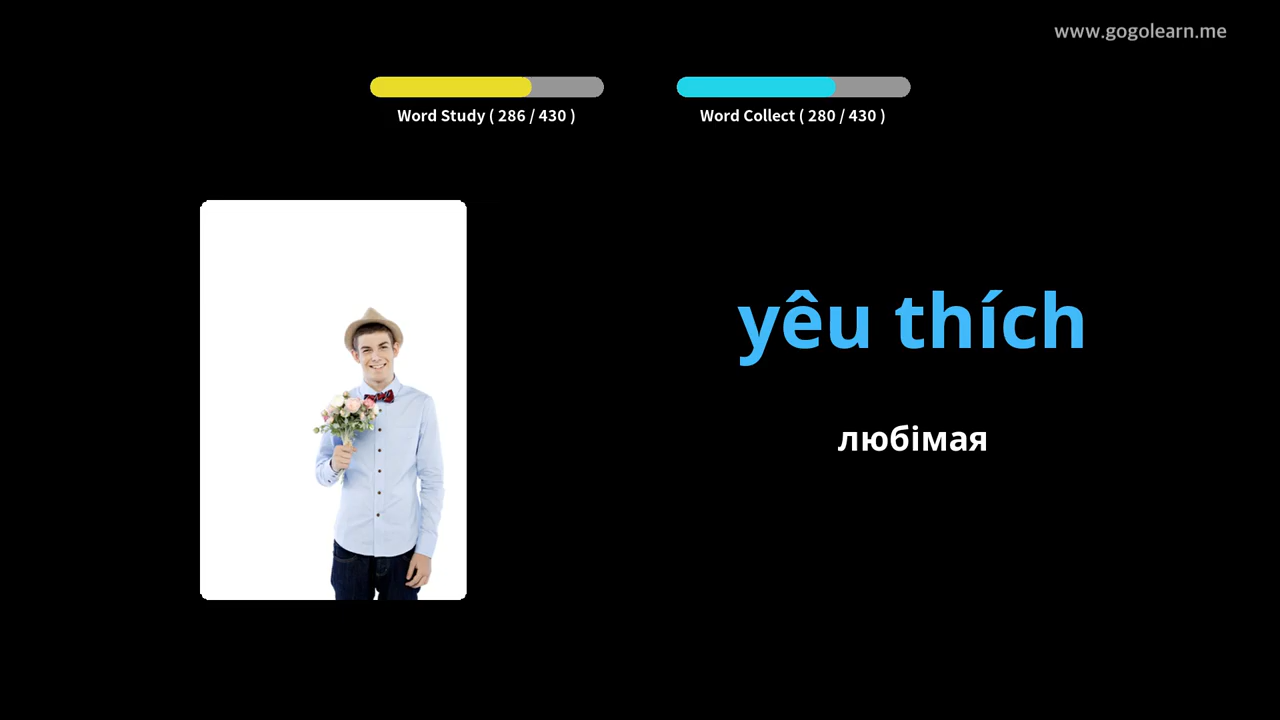 www.gogolearn.me
Word Study ( 286 / 430 )
Word Collect ( 280 / 430 )
yêu thích
любімая